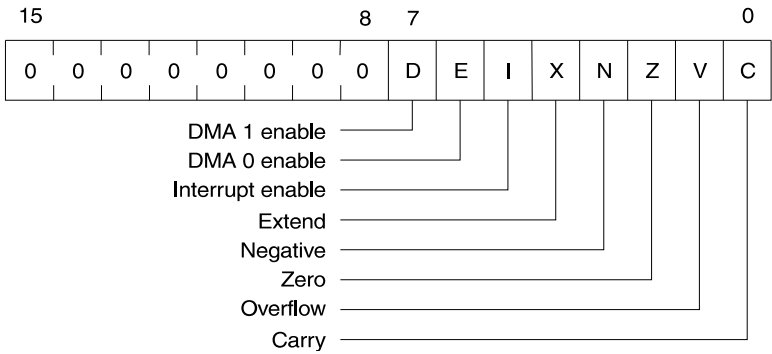 15 8 7 0
0 0 0 0 0 0 0 0 D E I X N Z V C
DMA 1 enable
DMA 0 enable
Interrupt enable
Extend
Negative
Zero
Overflow
Carry